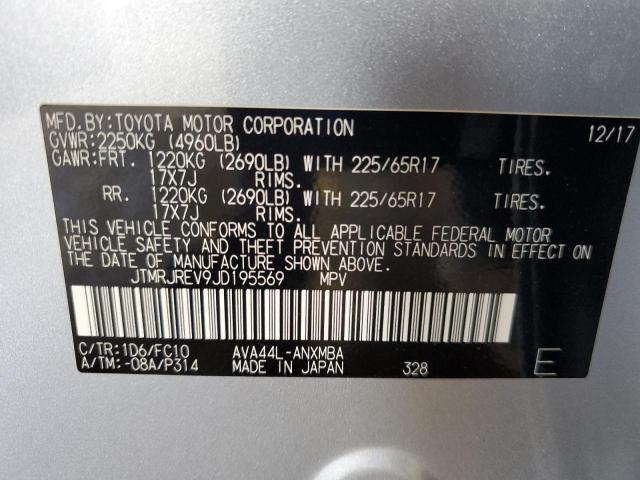 MFD.BY:TOYOTA MOTOR CORPORATION 12/17
GVWR:2250KG (4960LB)
GAWR:FRT. 1220KG (2690LB) WITH 225/65R17 TIRES.
17X7J RIMS.
RR. 1220KG (2690LB) WITH 225/65R17 TIRES.
17X7J RIMS.
THIS VEHICLE CONFORMS TO ALL APPLICABLE FEDERAL MOTOR
VEHICLE SAFETY AND THEFT PREVENTION STANDARDS IN EFFECT ON
THE DATE OF MANUFACTURE SHOWN ABOVE.
JTMRJREV9JD195569 MPV
C/TR:1D6/FC10 AVA44L-ANXMBA
A/TM:-08A/P314 MADE IN JAPAN 328 E